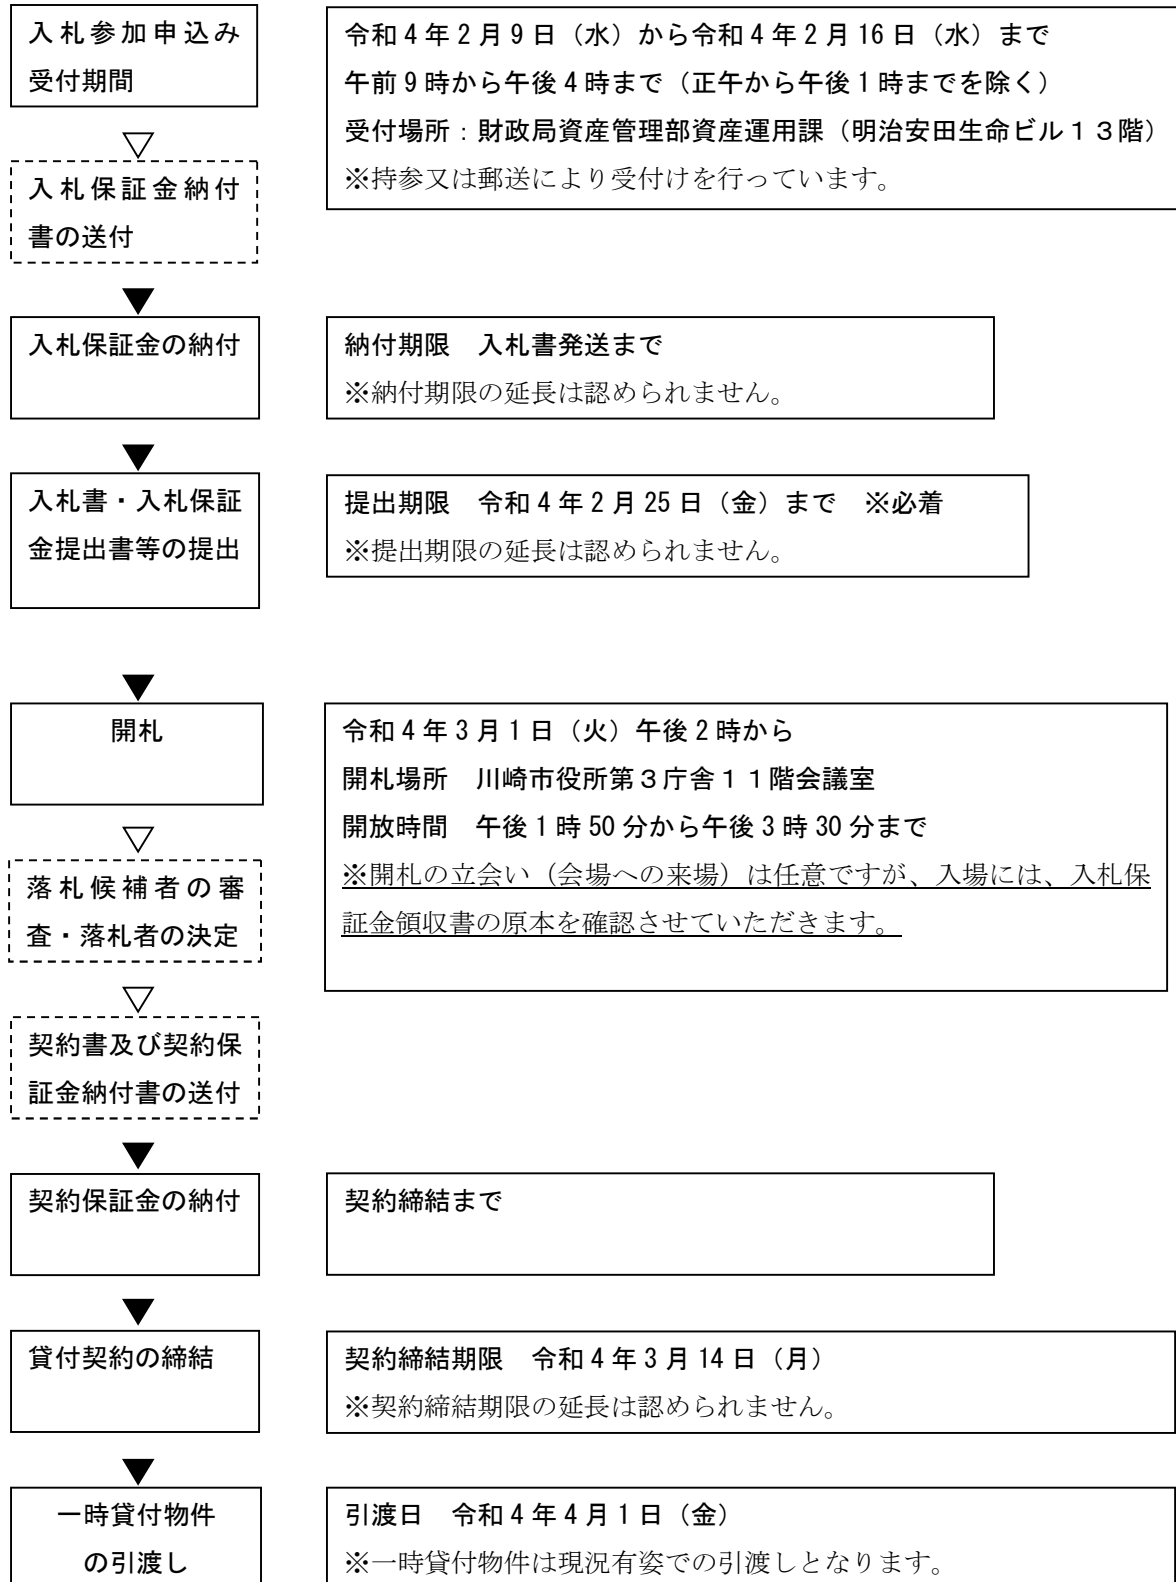 入札参加申込み
受付期間
令和4年2月9日（水）から令和4年2月16日（水）まで
午前9時から午後4時まで（正午から午後1時までを除く）
受付場所：財政局資産管理部資産運用課（明治安田生命ビル１３階）
※持参又は郵送により受付けを行っています。
▽
入札保証金納付
書の送付
▼
入札保証金の納付
納付期限　入札書発送まで
※納付期限の延長は認められません。
▼
入札書・入札保証
金提出書等の提出
提出期限　令和4年2月25日（金）まで　※必着
※提出期限の延長は認められません。
▼
開札
令和4年3月1日（火）午後2時から
開札場所　川崎市役所第３庁舎１１階会議室
開放時間　午後1時50分から午後3時30分まで
※開札の立会い（会場への来場）は任意ですが、入場には、入札保
証金領収書の原本を確認させていただきます。
▽
落札候補者の審
査・落札者の決定
▽
契約書及び契約保
証金納付書の送付
▼
契約保証金の納付
契約締結まで
▼
貸付契約の締結
契約締結期限　令和4年3月14日（月）
※契約締結期限の延長は認められません。
▼
一時貸付物件
の引渡し
引渡日　令和4年4月1日（金）
※一時貸付物件は現況有姿での引渡しとなります。